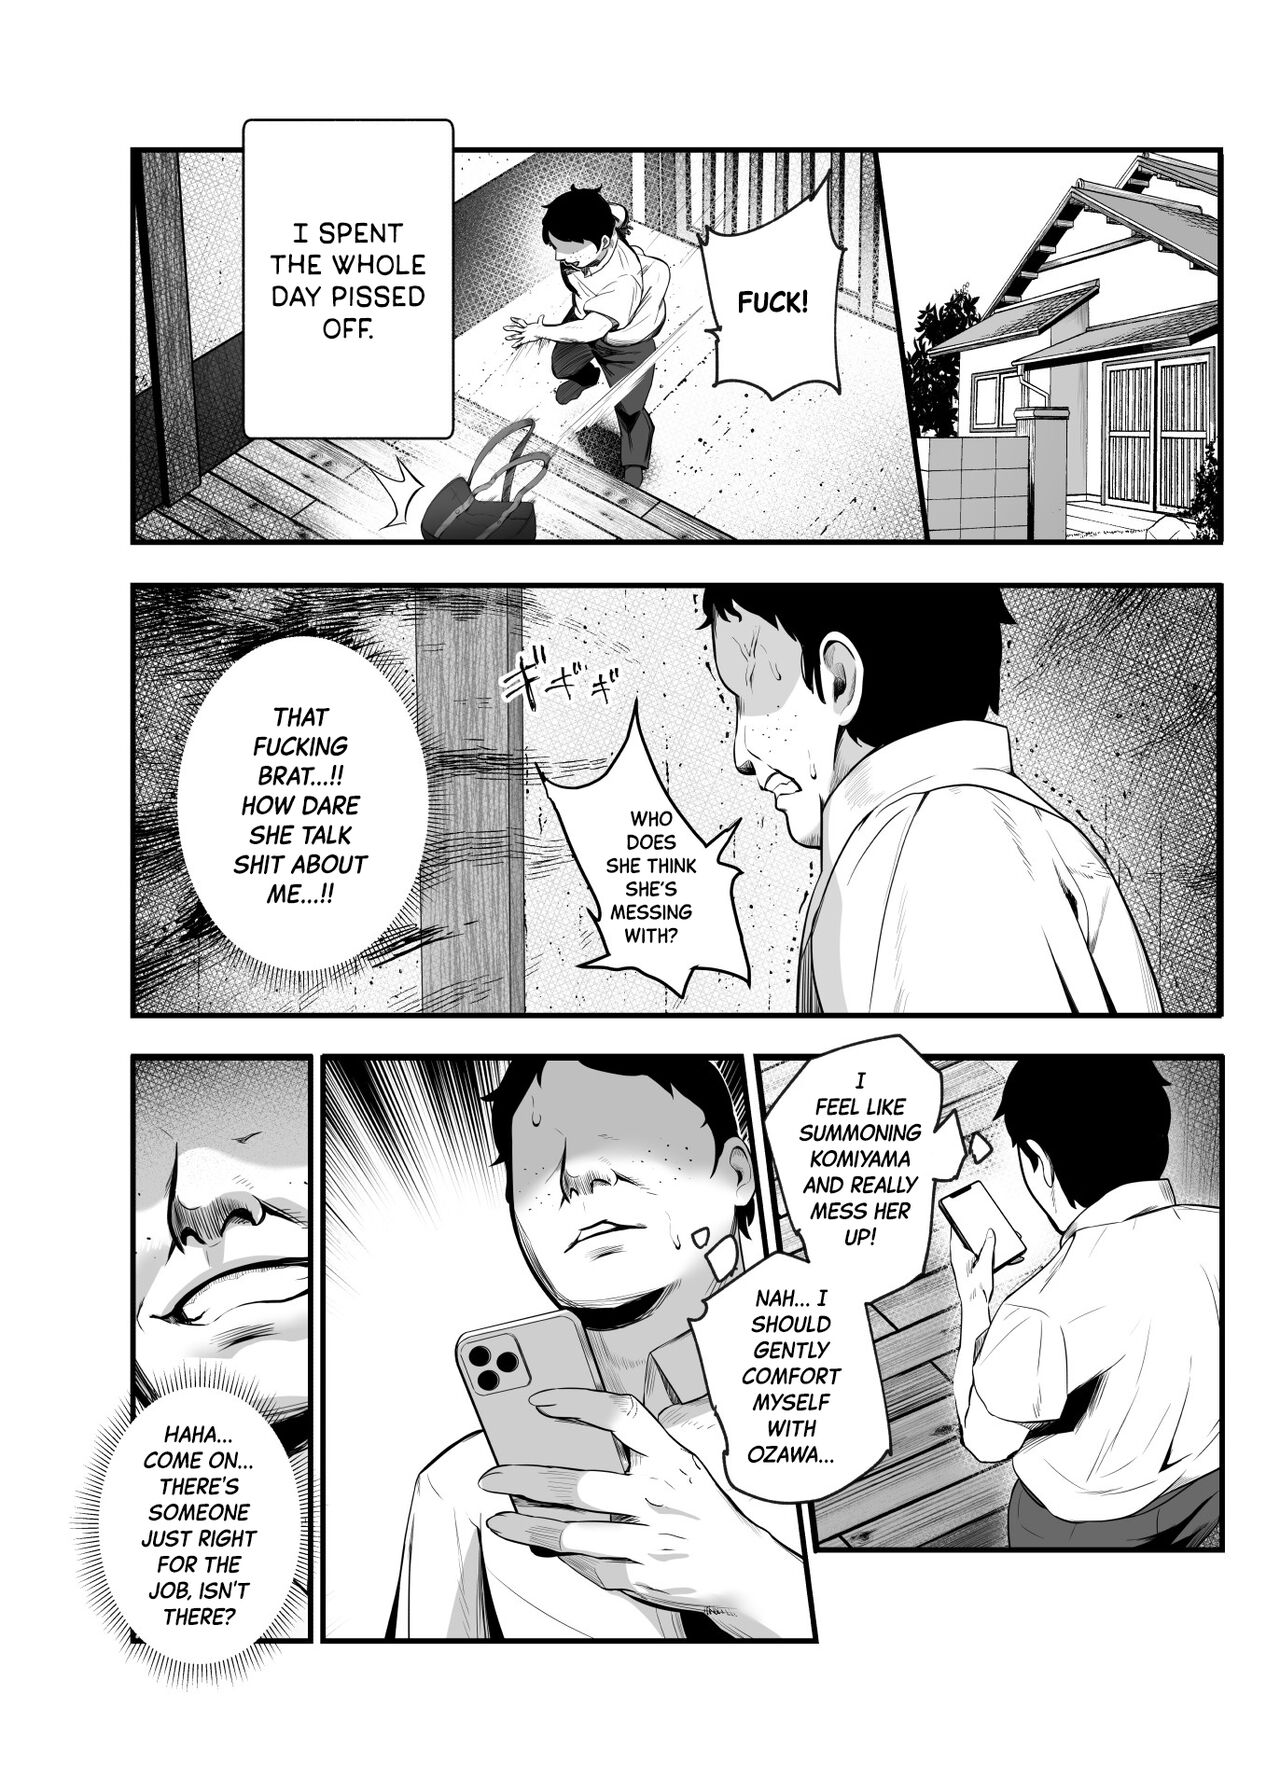 FUCK!
I SPENT
THE WHOLE
DAY PISSED
OFF.
ギギギ
WHO
DOES
SHE THINK
SHE'S
MESSING
WITH?
THAT
FUCKING
BRAT...!!
HOW DARE
SHE TALK
SHIT ABOUT
ME...!!
I
FEEL LIKE
SUMMONING
KOMIYAMA
AND REALLY
MESS HER
UP!
NAH... I
SHOULD
GENTLY
COMFORT
MYSELF
WITH
OZAWA...
HAHA...
COME ON...
THERE'S
SOMEONE
JUST RIGHT
FOR THE
JOB, ISN'T
THERE?